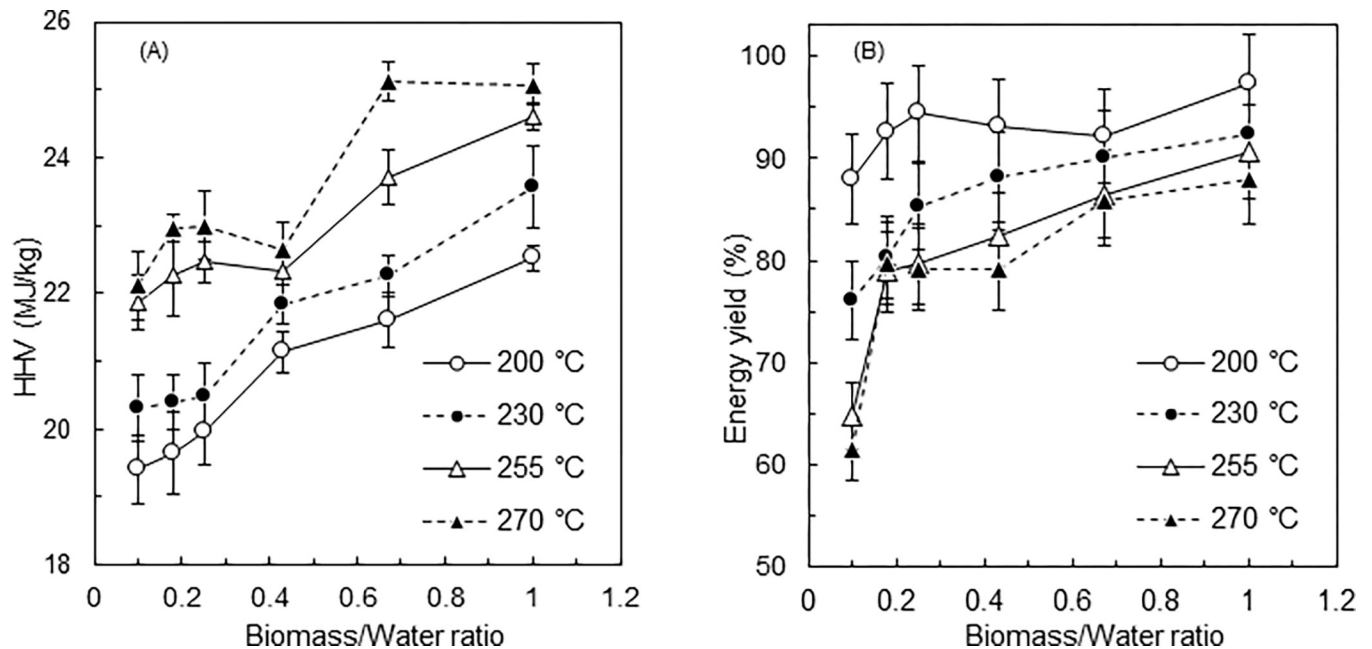 (A)
HHV (MJ/kg)
26
24
22
20
18
200 °C
230 °C
255 °C
270 °C
0 0.2 0.4 0.6 0.8 1 1.2
Biomass/Water ratio
(B)
Energy yield (%)
100
90
80
70
60
50
200 °C
230 °C
255 °C
270 °C
0 0.2 0.4 0.6 0.8 1 1.2
Biomass/Water ratio